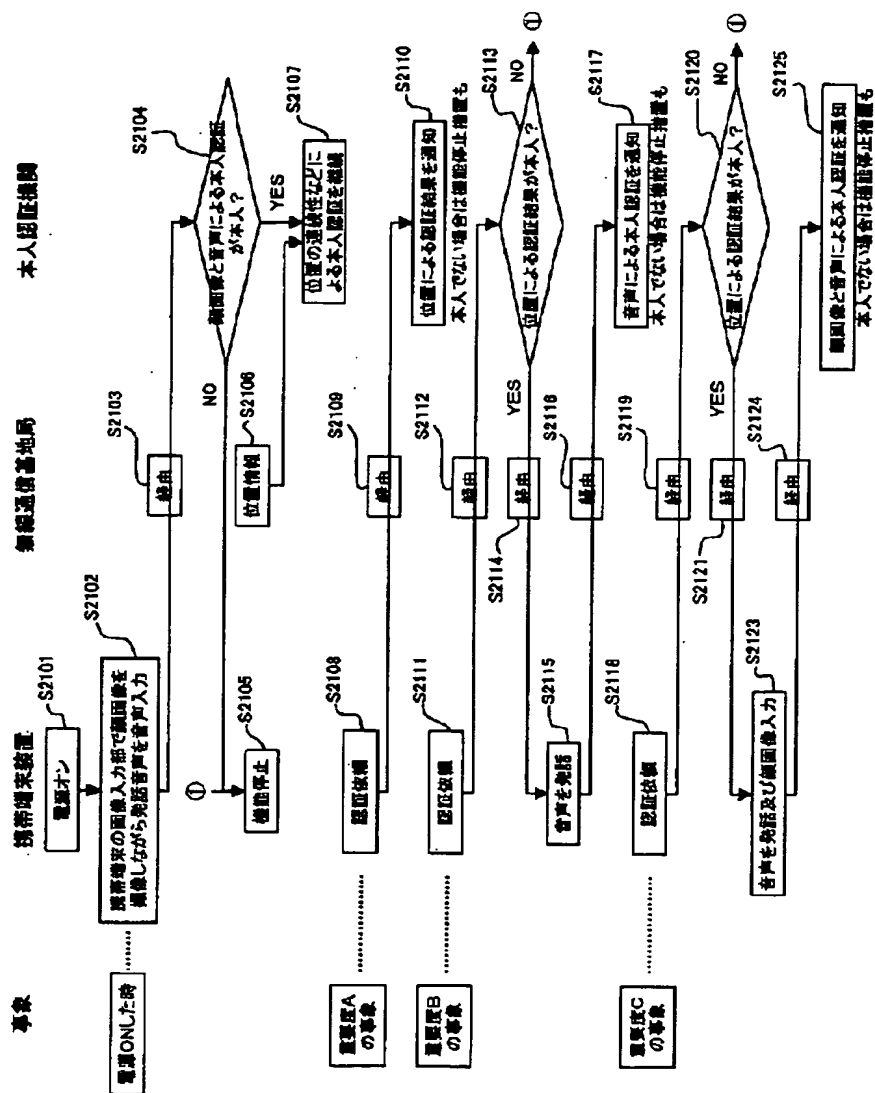 事象
携帯端末装置
無線通信基地局
本人認証機関
電源ONした時
電源オン
S2101
携帯端末の画像入力部で顔画像を
撮像しながら発話音声を音声入力
S2102
経由
S2103
顔画像と音声による本人認証
が本人?
S2104
NO
YES
①
機能停止
S2105
位置情報
S2106
位置の連続性などに
よる本人認証を継続
S2107
重要度A
の事象
認証依頼
S2108
経由
S2109
位置による認証結果を通知
本人でない場合は機能停止措置も
S2110
重要度B
の事象
認証依頼
S2111
経由
S2112
位置による認証結果が本人?
S2113
NO
①
YES
経由
S2114
音声を発話
S2115
経由
S2116
音声による本人認証を通知
本人でない場合は機能停止措置も
S2117
重要度C
の事象
認証依頼
S2118
経由
S2119
位置による認証結果が本人?
S2120
NO
①
YES
経由
S2121
音声を発話及び顔画像入力
S2123
経由
S2124
顔画像と音声による本人認証を通知
本人でない場合は機能停止措置も
S2125